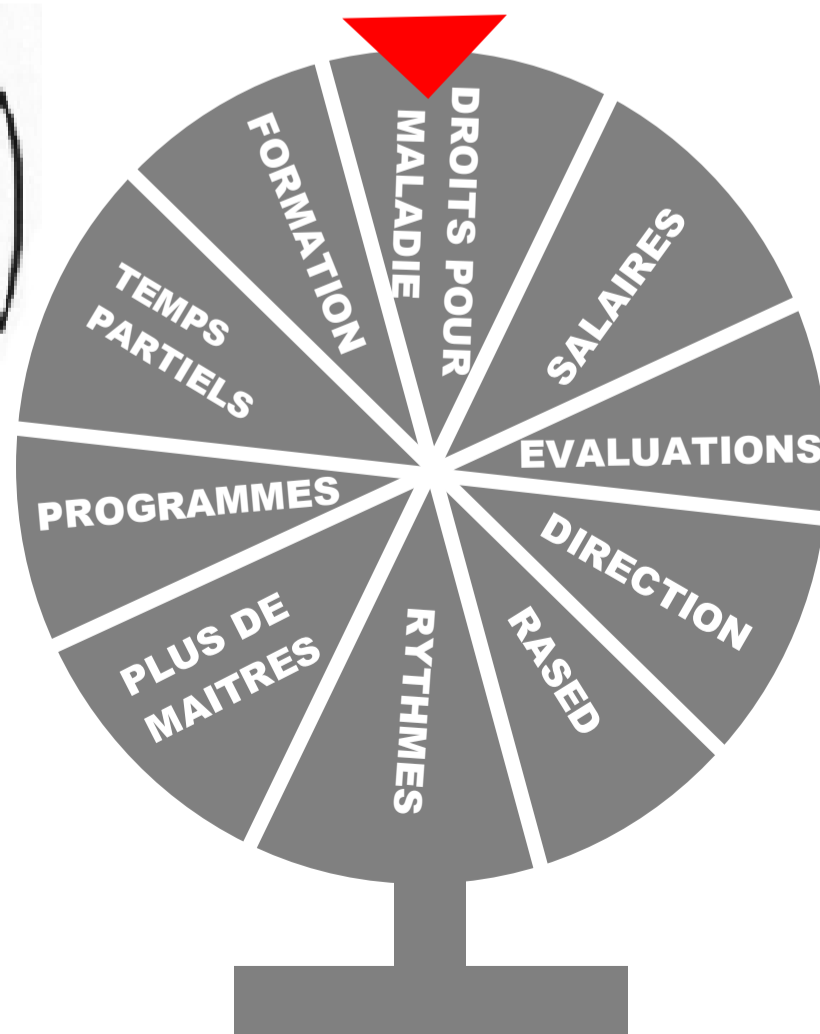 DROITS POUR
MALADIE
SALAIRES
EVALUATIONS
DIRECTION
RASED
RYTHMES
PLUS DE
MAITRES
PROGRAMMES
TEMPS
PARTIELS
FORMATION